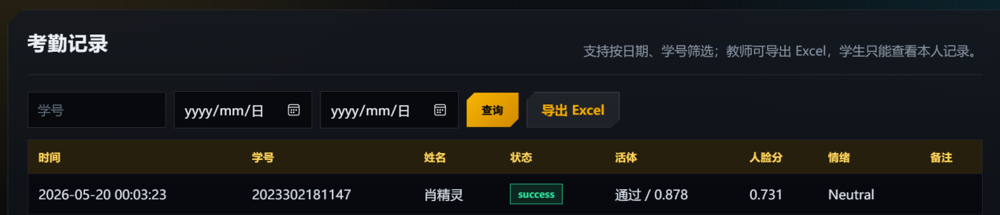 考勤记录
支持按日期、学号筛选；教师可导出 Excel，学生只能查看本人记录。
学号 yyyy/mm/日 yyyy/mm/日 查询 导出 Excel
时间 学号 姓名 状态 活体 人脸分 情绪 备注
2026-05-20 00:03:23 2023302181147 肖精灵 success 通过 / 0.878 0.731 Neutral